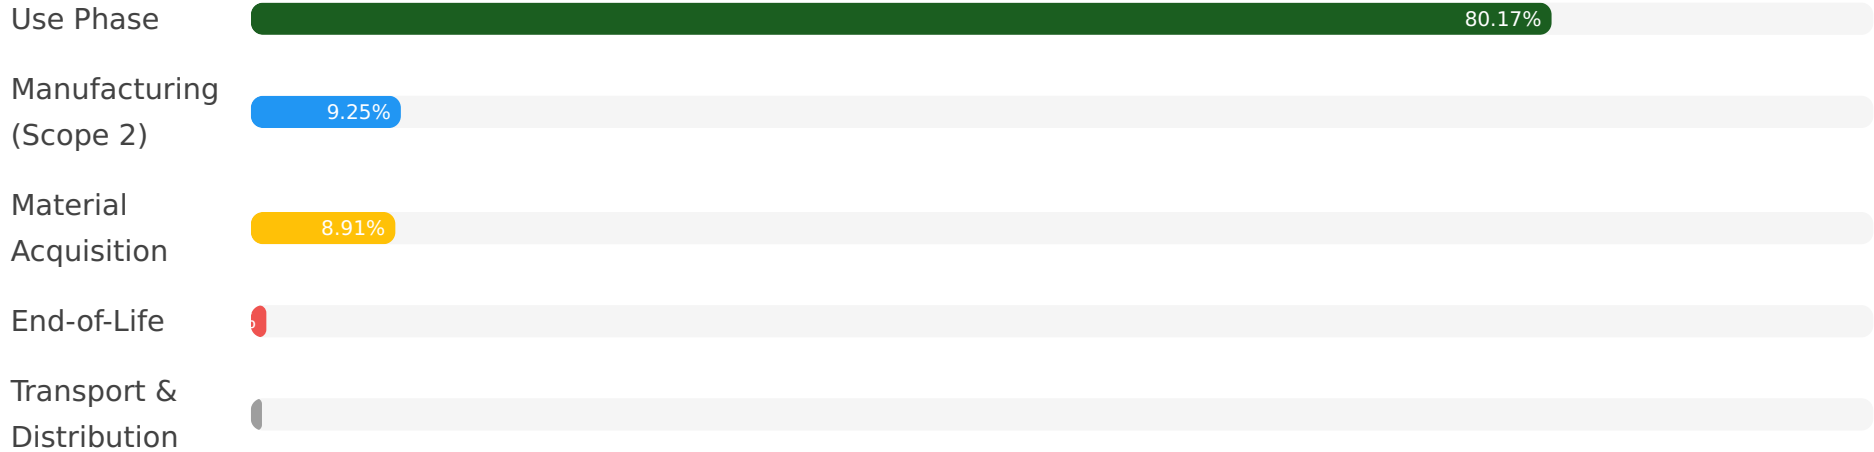 Use Phase
80.17%
Manufacturing
(Scope 2)
9.25%
Material
Acquisition
8.91%
End-of-Life
Transport &
Distribution